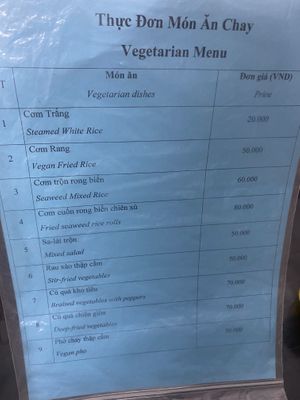 Thực Đơn Món Ăn Chay
Vegetarian Menu
T Món ăn Đơn giá (VNĐ)
Vegetarian dishes Price
1 Cơm Trắng 20.000
Steamed White Rice
2 Cơm Rang 50.000
Vegan Fried Rice
3 Cơm trộn rong biển 60.000
Seaweed Mixed Rice
4 Cơm cuốn rong biển chiên xù 80.000
Fried seaweed rice rolls
5 Sa-lát trộn 50.000
Mixed salad
6 Rau xào thập cẩm 50.000
Stir-fried vegetables
7 Củ quả kho tiêu 70.000
Braised vegetables with peppers
8 Củ quả chiên giòn 70.000
Deep-fried vegetables
9 Phở chay thập cẩm
Vegan pho